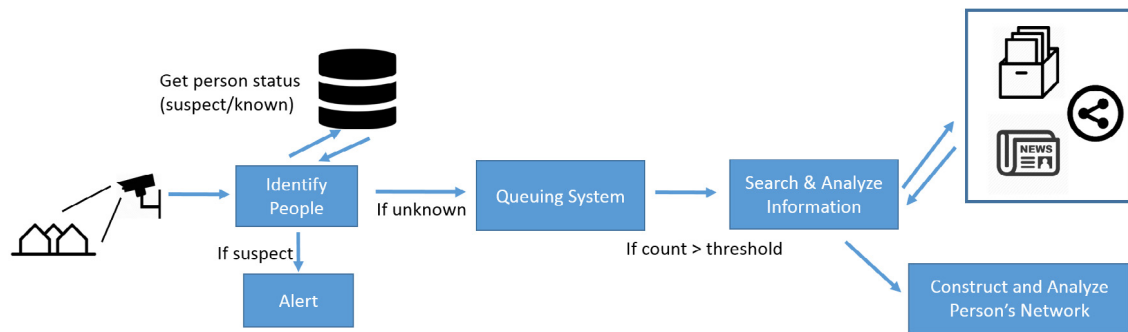 Get person status
(suspect/known)
NEWS
Identify
People
If unknown
Queuing System
Search & Analyze
Information
If suspect
If count > threshold
Alert
Construct and Analyze
Person's Network